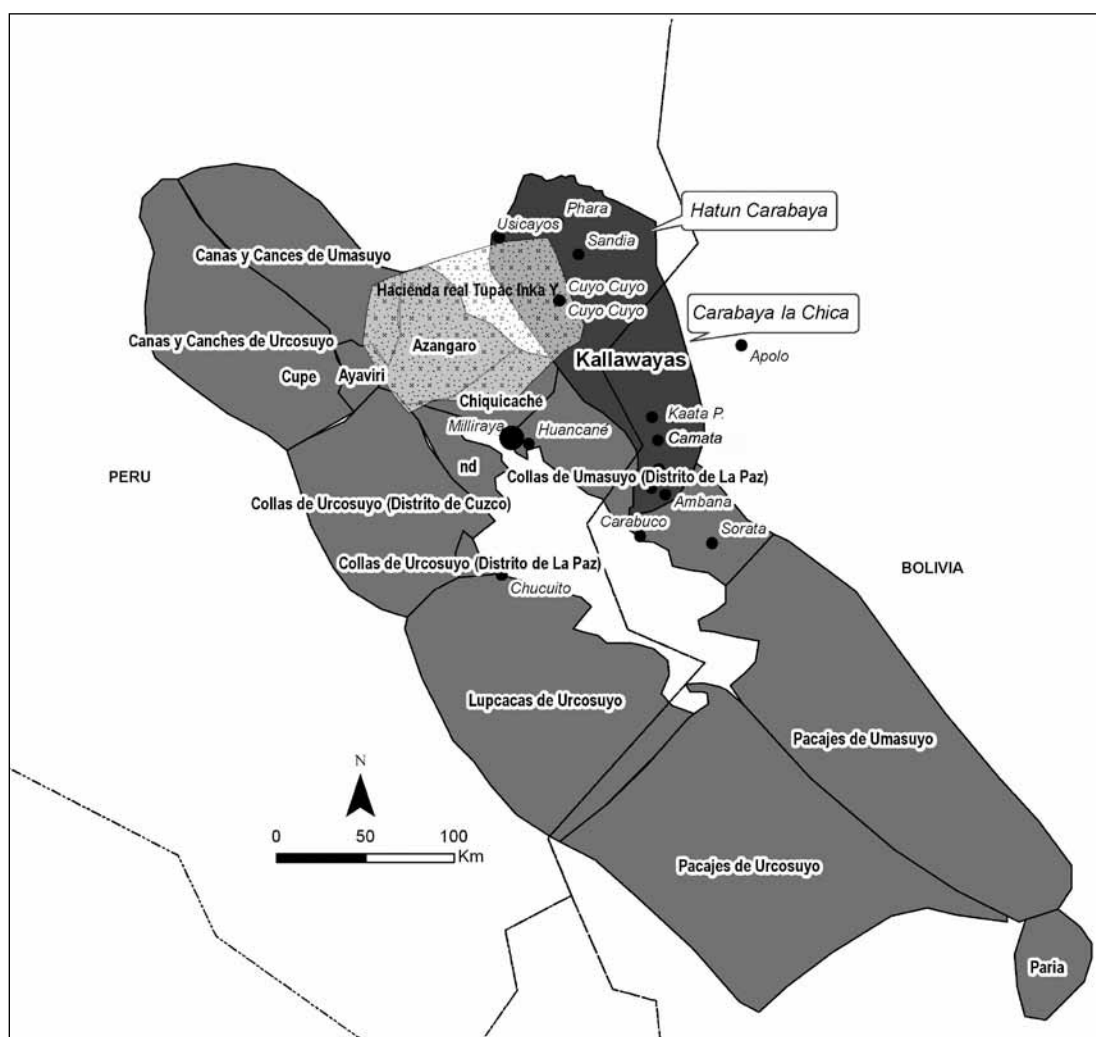 Hatun Carabaya
Phara
Usicayos
Sandia
Canas y Cances de Umasuyo
Hacienda real Tupac Inka Y.
Cuyo Cuyo
Cuyo Cuyo
Carabaya la Chica
Canas y Canches de Urcosuyo
Azangaro
Apolo
Kallawayas
Cupe
Ayaviri
Chiquicaché
Kaata P.
Milliraya
Huancané
Camata
nd
PERU
Collas de Umasuyo (Distrito de La Paz)
Collas de Urcosuyo (Distrito de Cuzco)
Ambana
Carabuco
Sorata
Collas de Urcosuyo (Distrito de La Paz)
BOLIVIA
Chucuito
Lupcacas de Urcosuyo
Pacajes de Umasuyo
N
0 50 100
Km
Pacajes de Urcosuyo
Paria